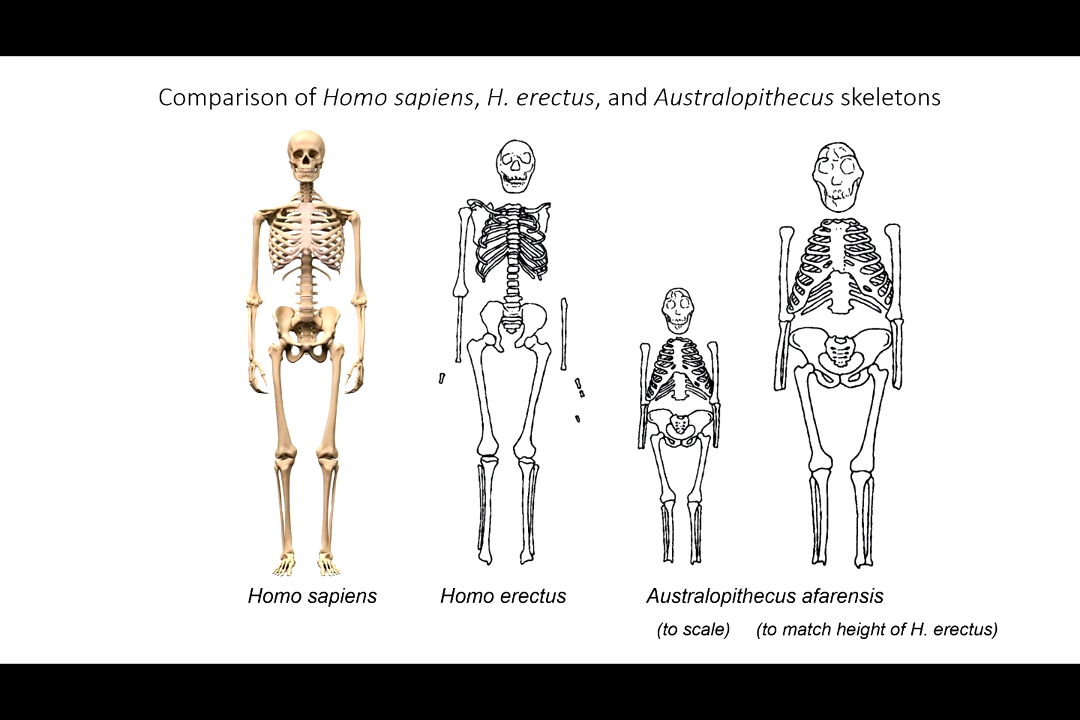 Comparison of Homo sapiens, H. erectus, and Australopithecus skeletons
Homo sapiens
Homo erectus
Australopithecus afarensis
(to scale)
(to match height of H. erectus)